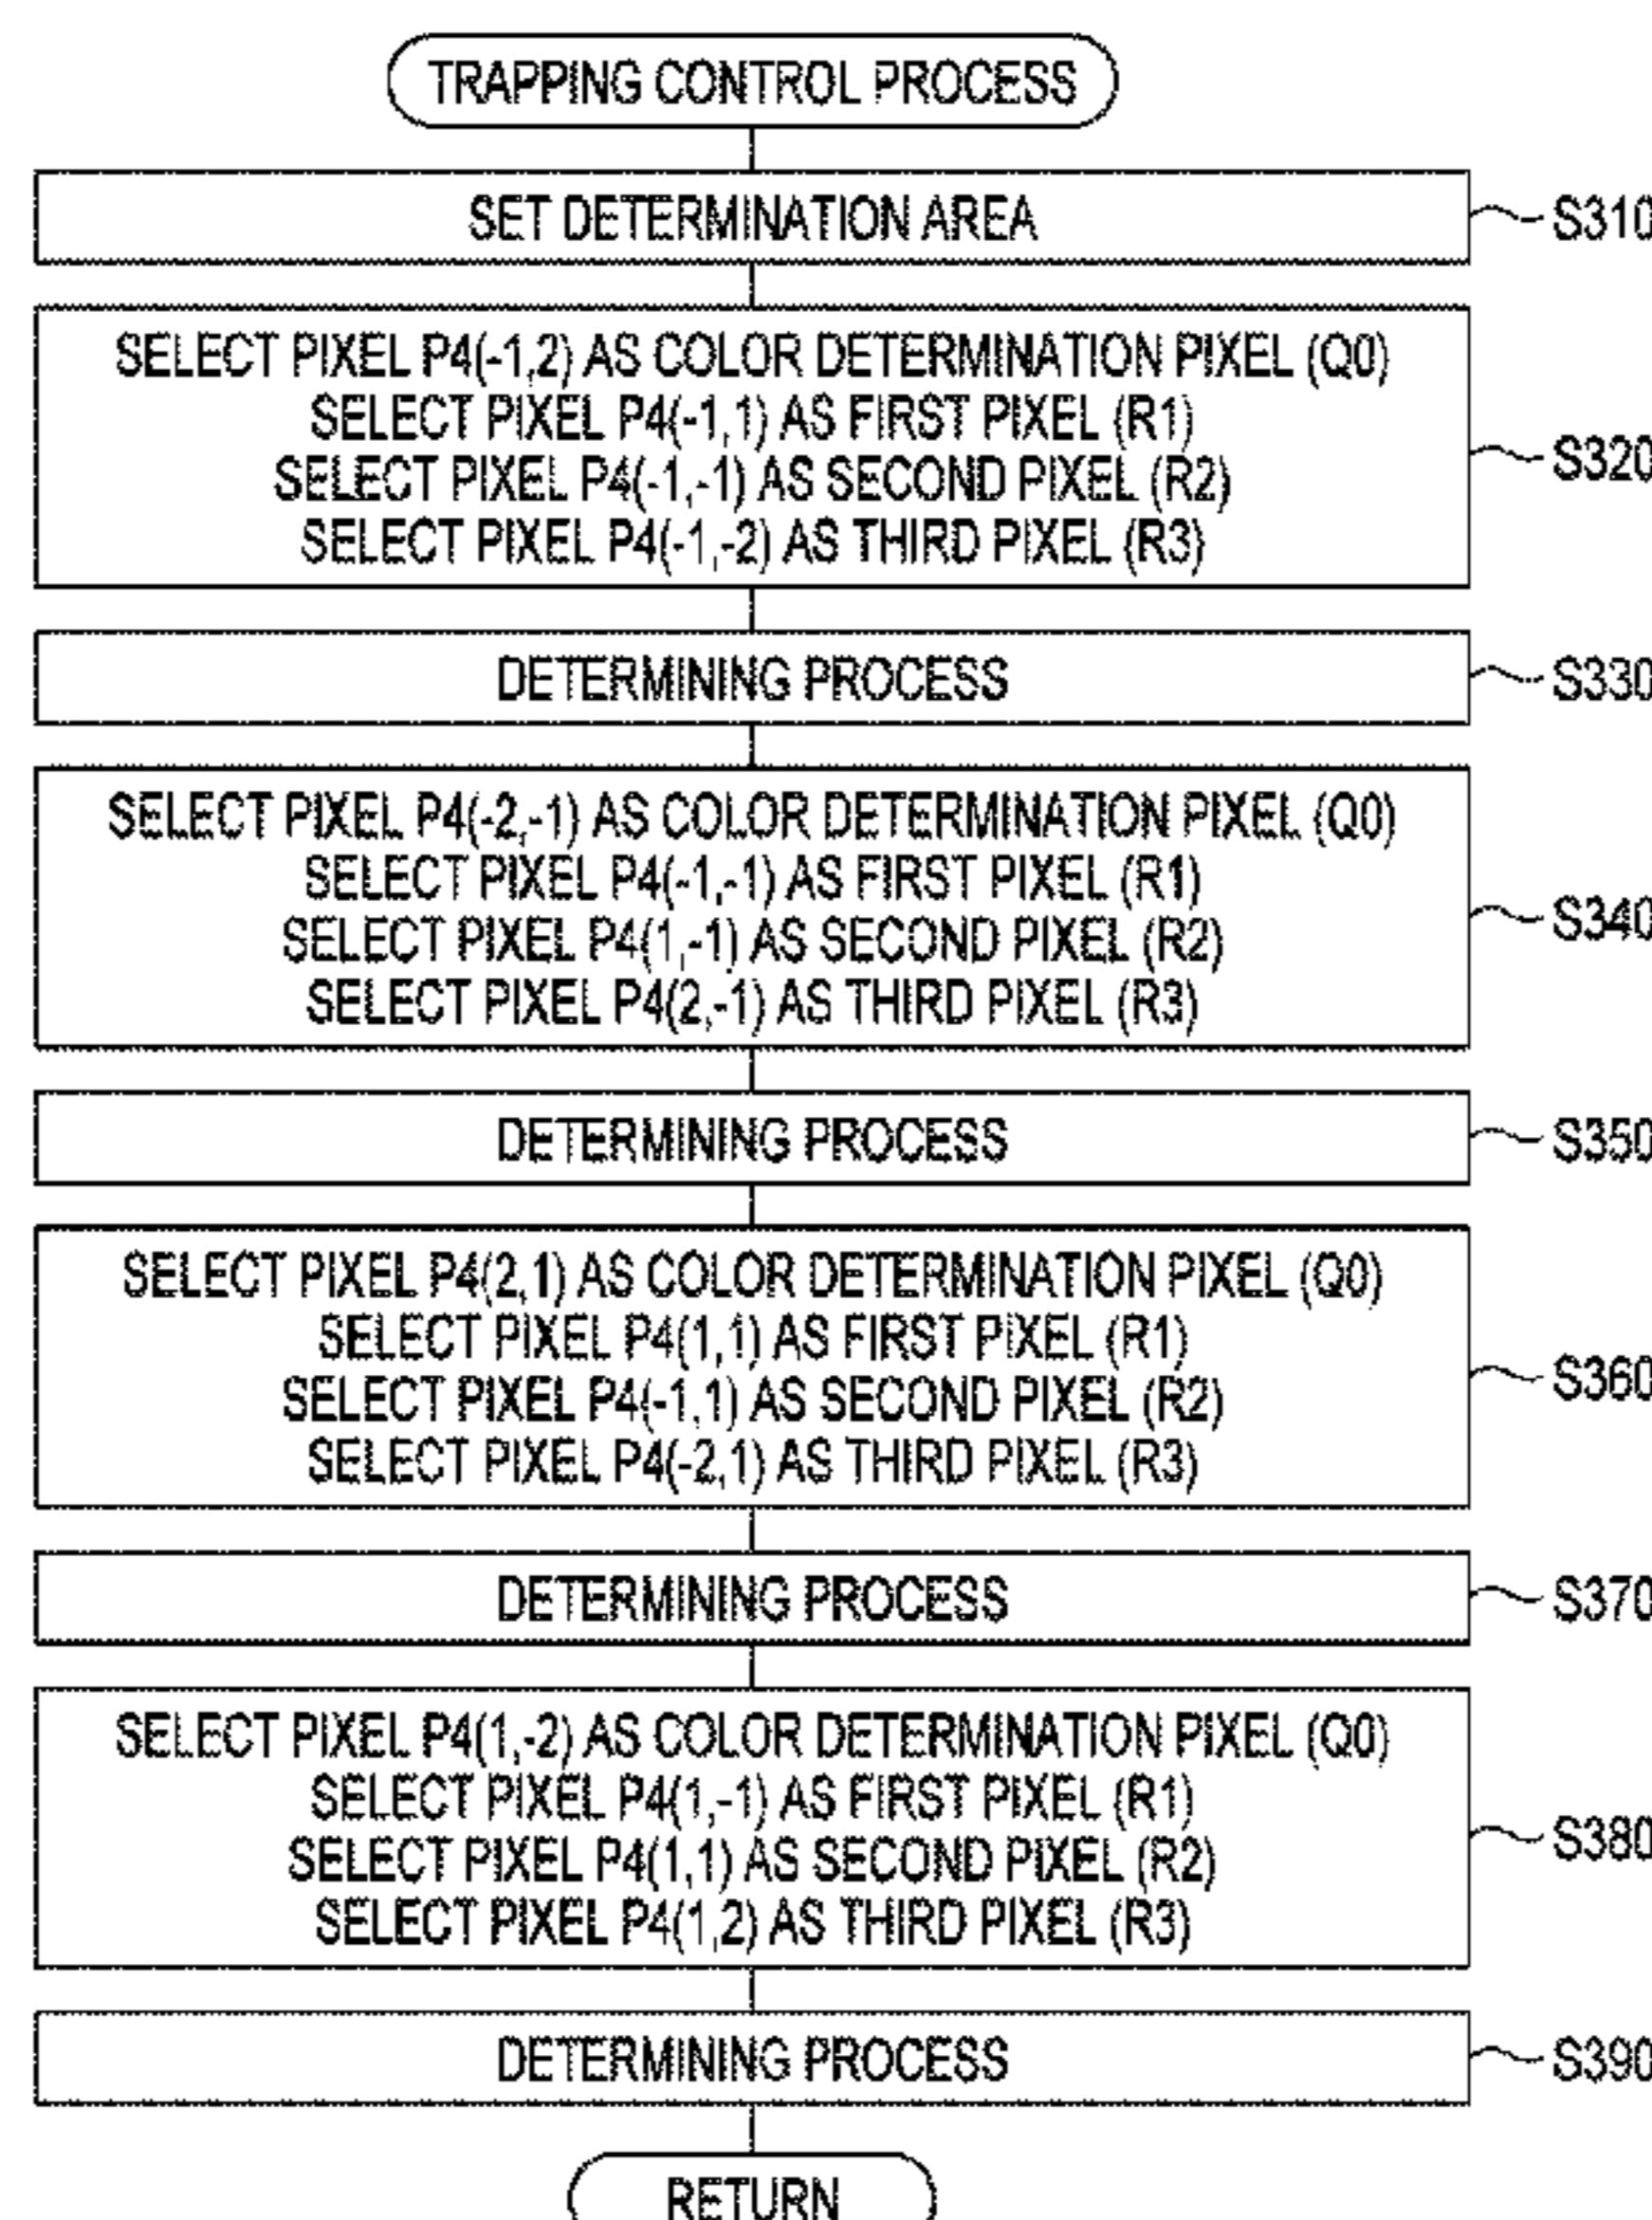 TRAPPING CONTROL PROCESS
SET DETERMINATION AREA
S310
SELECT PIXEL P4(-1,2) AS COLOR DETERMINATION PIXEL (Q0)
SELECT PIXEL P4(-1,1) AS FIRST PIXEL (R1)
SELECT PIXEL P4(-1,-1) AS SECOND PIXEL (R2)
SELECT PIXEL P4(-1,-2) AS THIRD PIXEL (R3)
S320
DETERMINING PROCESS
S330
SELECT PIXEL P4(-2,-1) AS COLOR DETERMINATION PIXEL (Q0)
SELECT PIXEL P4(-1,-1) AS FIRST PIXEL (R1)
SELECT PIXEL P4(1,-1) AS SECOND PIXEL (R2)
SELECT PIXEL P4(2,-1) AS THIRD PIXEL (R3)
S340
DETERMINING PROCESS
S350
SELECT PIXEL P4(2,1) AS COLOR DETERMINATION PIXEL (Q0)
SELECT PIXEL P4(1,1) AS FIRST PIXEL (R1)
SELECT PIXEL P4(-1,1) AS SECOND PIXEL (R2)
SELECT PIXEL P4(-2,1) AS THIRD PIXEL (R3)
S360
DETERMINING PROCESS
S370
SELECT PIXEL P4(1,-2) AS COLOR DETERMINATION PIXEL (Q0)
SELECT PIXEL P4(1,-1) AS FIRST PIXEL (R1)
SELECT PIXEL P4(1,1) AS SECOND PIXEL (R2)
SELECT PIXEL P4(1,2) AS THIRD PIXEL (R3)
S380
DETERMINING PROCESS
S390
RETURN